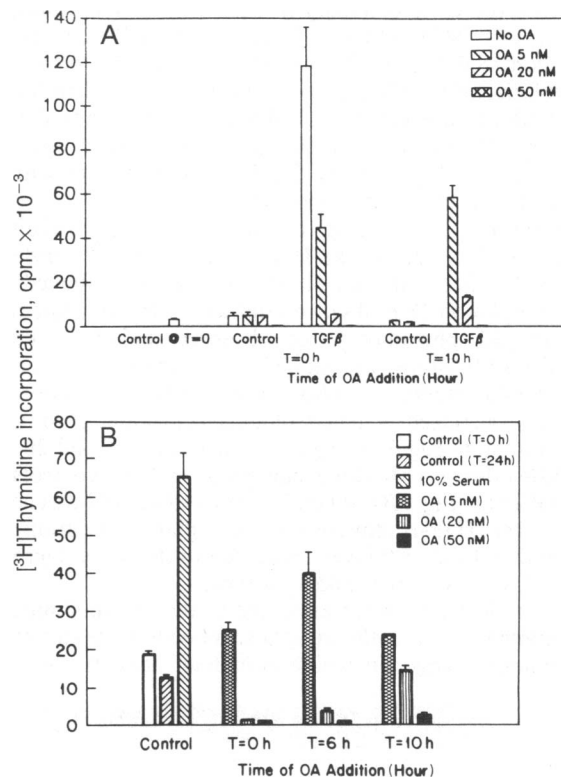 A
140
120
100
80
60
40
20
0
No OA
OA 5 nM
OA 20 nM
OA 50 nM
Control @ T=0 Control TGFβ Control TGFβ
T=0 h T=10 h
Time of OA Addition (Hour)
[³H]Thymidine incorporation, cpm × 10⁻³
B
80
70
60
50
40
30
20
10
0
Control (T=0 h)
Control (T=24h)
10% Serum
OA (5 nM)
OA (20 nM)
OA (50 nM)
Control T=0 h T=6 h T=10 h
Time of OA Addition (Hour)